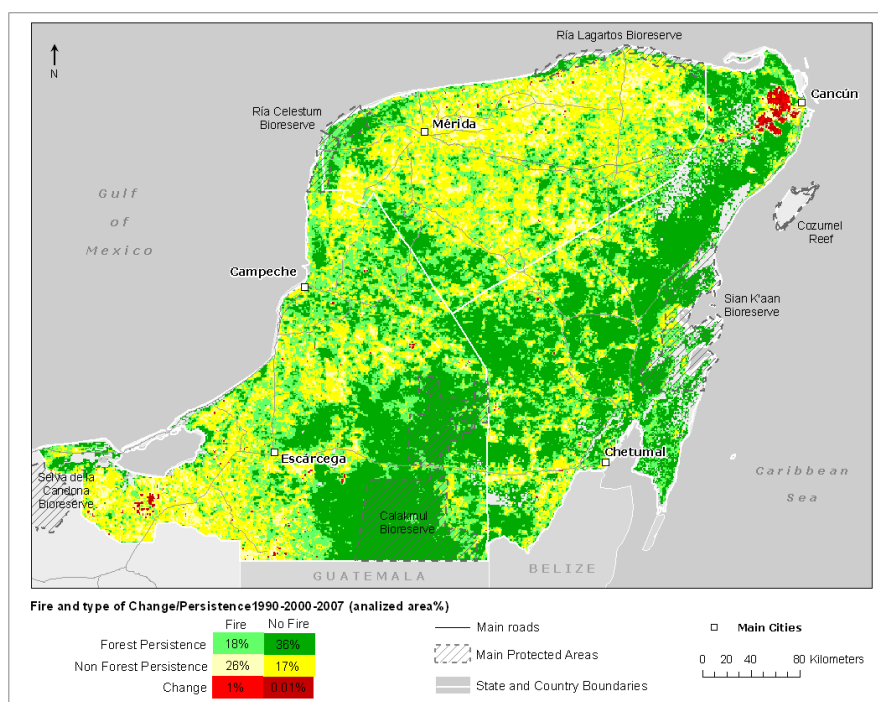 Ría Lagartos Bioreserve
N
Cancún
Ría Celestum
Bioreserve
Mérida
Gulf
of
Mexico
Cozumel
Reef
Campeche
Sian K'aan
Bioreserve
Escárcega
Chetumal
Selva de la
Candona
Bioreserve
Caribbean
Sea
Calakmul
Bioreserve
GUATEMALA
BELIZE
Fire and type of Change/Persistence1990-2000-2007 (analized area%)
Fire No Fire
Forest Persistence 18% 38%
Non Forest Persistence 26% 17%
Change 1% 0.01%
Main roads
Main Protected Areas
State and Country Boundaries
Main Cities
0 20 40 80 Kilometers